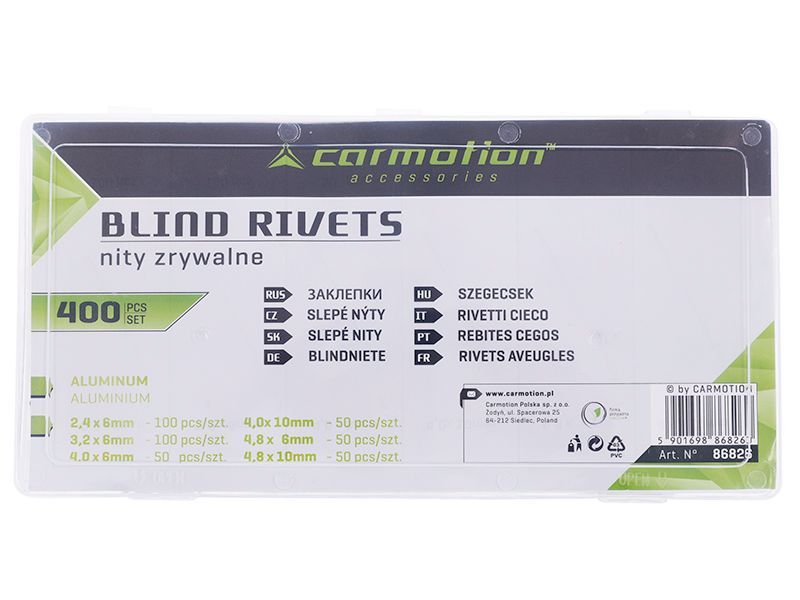 carmotion™
accessories
BLIND RIVETS
nity zrywalne
400 PCS SET
RUS ЗАКЛЕПКИ
CZ SLEPÉ NÝTY
SK SLEPÉ NITY
DE BLINDNIETE
HU SZEGECSEK
IT RIVETTI CIECO
PT REBITES CEGOS
FR RIVETS AVEUGLES
ALUMINUM
ALUMINIUM
2,4 x 6mm - 100 pcs/szt.
3,2 x 6mm - 100 pcs/szt.
4,0 x 6mm - 50 pcs/szt.
4,0x 10mm - 50 pcs/szt.
4,8 x 6mm - 50 pcs/szt.
4,8 x 10mm - 50 pcs/szt.
www.carmotion.pl
Carmotion Polska sp. z o.o.
Żodyń, ul. Spacerowa 25
64-212 Siedlec, Poland
PVC
© by CARMOTION
5 901698 86826
Art. N° 86826
OPEN
OPEN